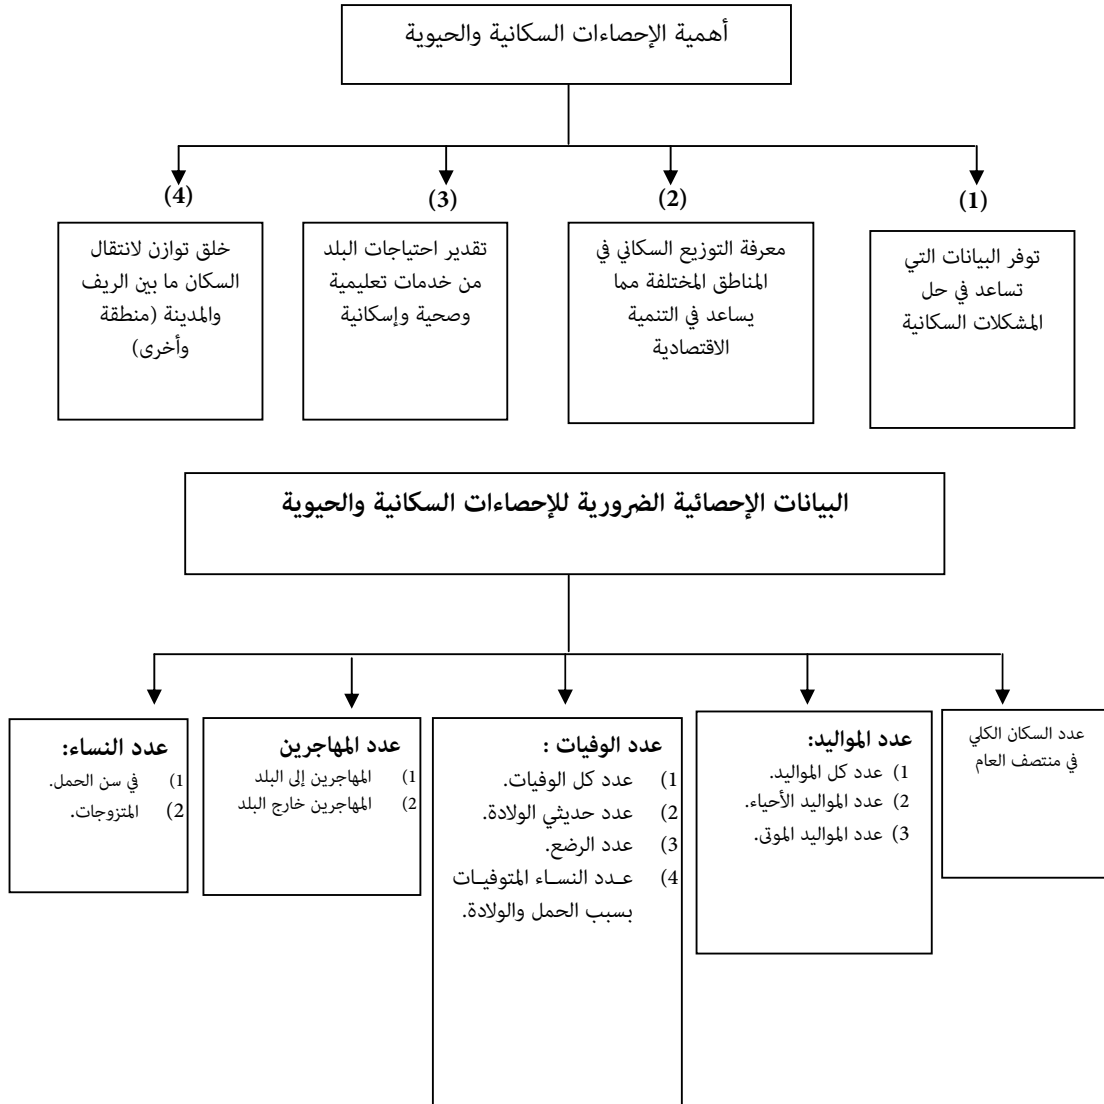 أهمية الإحصاءات السكانية والحيوية
(1)
توفر البيانات التي
تساعد في حل
المشكلات السكانية
(2)
معرفة التوزيع السكاني في
المناطق المختلفة مما
يساعد في التنمية
الاقتصادية
(3)
تقدير احتياجات البلد
من خدمات تعليمية
وصحية وإسكانية
(4)
خلق توازن لانتقال
السكان ما بين الريف
والمدينة (منطقة
وأخرى)
البيانات الإحصائية الضرورية للإحصاءات السكانية والحيوية
عدد السكان الكلي
في منتصف العام
عدد المواليد:
1) عدد كل المواليد.
2) عدد المواليد الأحياء.
3) عدد المواليد الموتى.
عدد الوفيات :
1) عدد كل الوفيات.
2) عدد حديثي الولادة.
3) عدد الرضع.
4) عـدد النسـاء المتوفيـات
بسبب الحمل والولادة.
عدد المهاجرين
1) المهاجرين إلى البلد
2) المهاجرين خارج البلد
عدد النساء:
1) في سن الحمل.
2) المتزوجات.